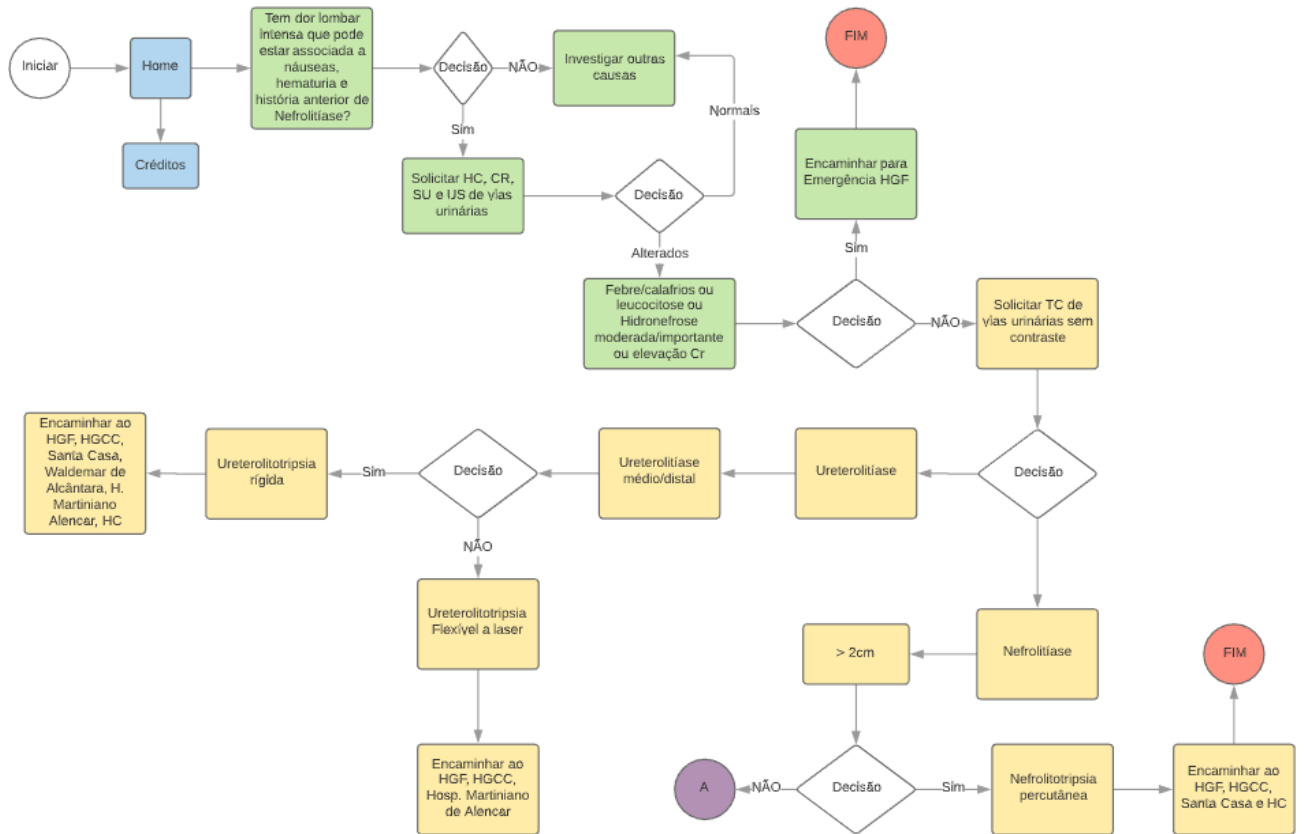 Iniciar
Home
Créditos
Tem dor lombar
intensa que pode
estar associada a
náuseas,
hematuria e
história anterior de
Nefrolitíase?
Decisão
NÃO
Investigar outras
causas
Sim
Solicitar HC, CR,
SU e US de vias
urinárias
Decisão
Normais
Alterados
Febre/calafrios ou
leucocitose ou
Hidronefrose
moderada/importante
ou elevação Cr
Decisão
Sim
Encaminhar para
Emergência HGF
FIM
NÃO
Solicitar TC de
vias urinárias sem
contraste
Decisão
Ureterolitíase
Ureterolitíase
médio/distal
Decisão
Sim
Ureterolitotripsia
rígida
Encaminhar ao
HGF, HGCC,
Santa Casa,
Waldemar de
Alcântara, H.
Martiniano
Alencar, HC
NÃO
Ureterolitotripsia
Flexível a laser
Encaminhar ao
HGF, HGCC,
Hosp. Martiniano
de Alencar
Nefrolitíase
> 2cm
Decisão
NÃO
A
Sim
Nefrolitotripsia
percutânea
Encaminhar ao
HGF, HGCC,
Santa Casa e HC
FIM